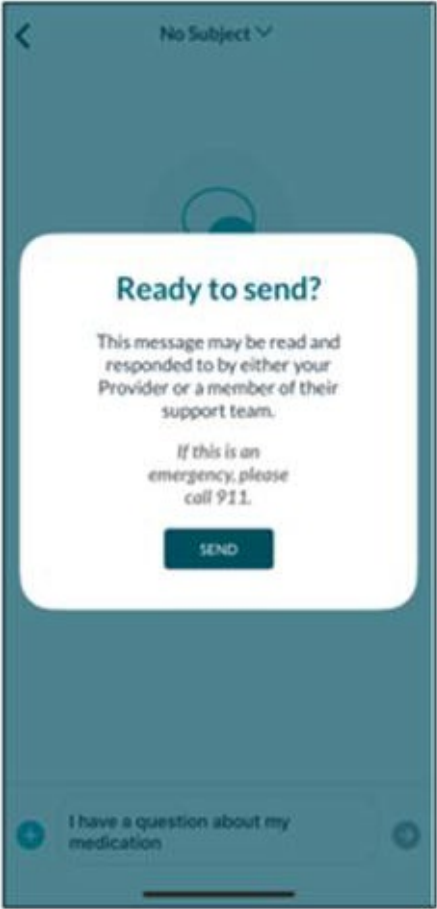 No Subject
Ready to send?
This message may be read and
responded to by either your
Provider or a member of their
support team.
If this is an
emergency, please
call 911.
SEND
I have a question about my
medication